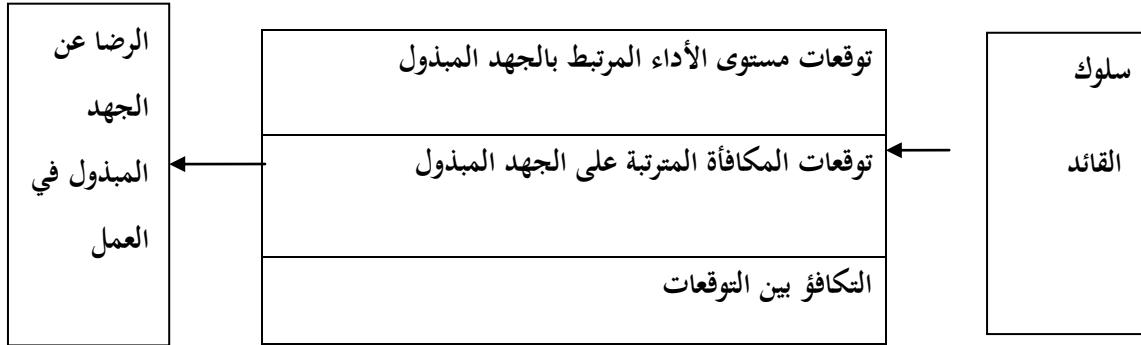 سلوك
القائد
توقعات مستوى الأداء المرتبط بالجهد المبذول
توقعات المكافأة المترتبة على الجهد المبذول
التكافؤ بين التوقعات
الرضا عن
الجهد
المبذول في
العمل